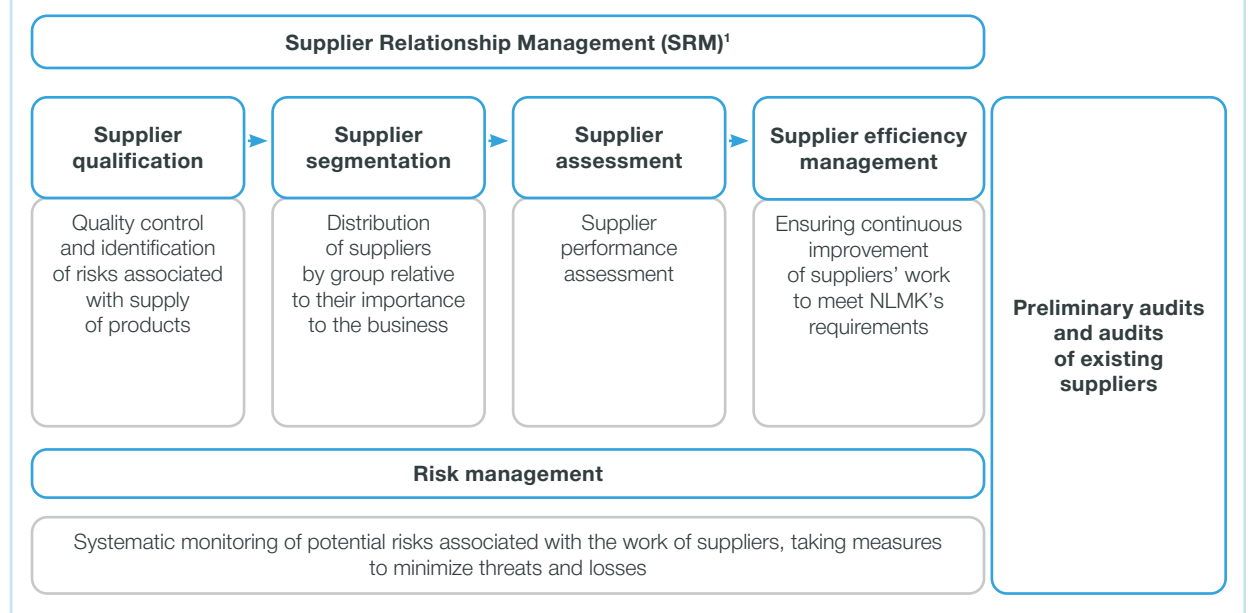 Supplier Relationship Management (SRM)¹
Supplier
qualification
Quality control
and identification
of risks associated
with supply
of products
Supplier
segmentation
Distribution
of suppliers
by group relative
to their importance
to the business
Supplier
assessment
Supplier
performance
assessment
Supplier efficiency
management
Ensuring continuous
improvement
of suppliers’ work
to meet NLMK’s
requirements
Preliminary audits
and audits
of existing
suppliers
Risk management
Systematic monitoring of potential risks associated with the work of suppliers, taking measures
to minimize threats and losses